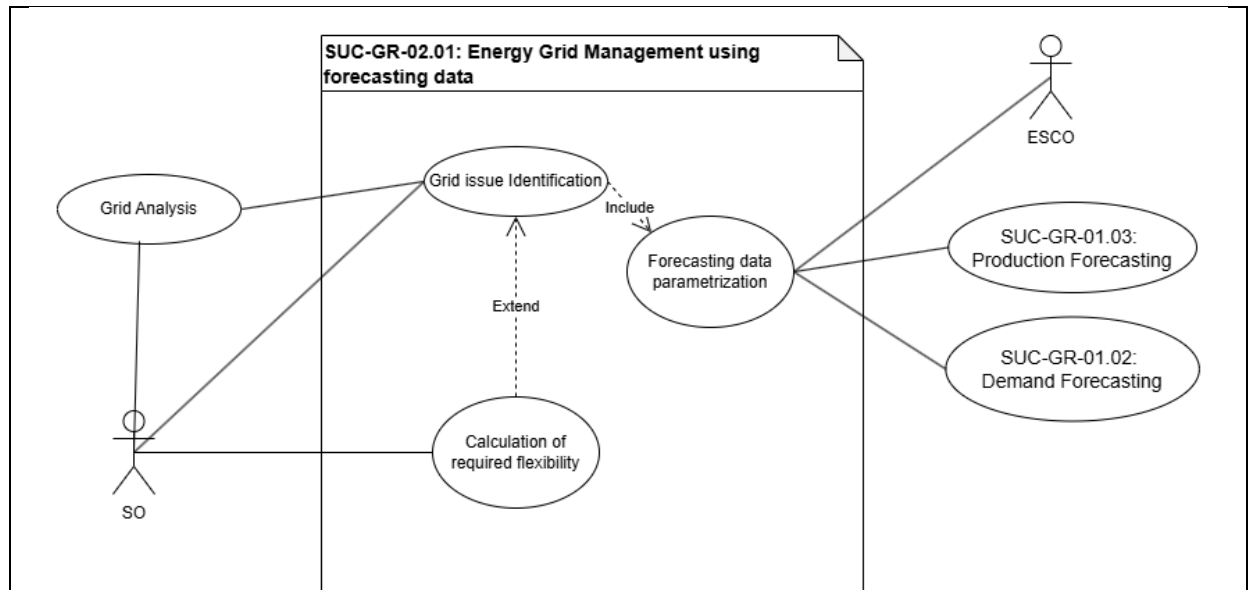 SUC-GR-02.01: Energy Grid Management using
forecasting data
ESCO
Grid issue Identification
Grid Analysis
Include
SUC-GR-01.03:
Production Forecasting
Forecasting data
parametrization
Extend
SUC-GR-01.02:
Demand Forecasting
Calculation of
required flexibility
SO